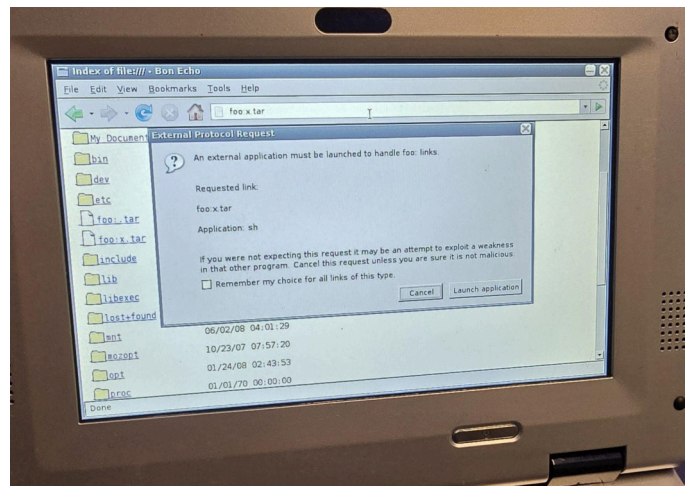 Index of file:/// - Bon Echo
File Edit View Bookmarks Tools Help
foo:x.tar
My Document
External Protocol Request
An external application must be launched to handle foo: links.
Requested link:
foo:x.tar
Application: sh
If you were not expecting this request it may be an attempt to exploit a weakness
in that other program. Cancel this request unless you are sure it is not malicious.
Remember my choice for all links of this type.
Cancel Launch application
bin
dev
etc
foo:.tar
foo:x.tar
include
lib
libexec
lost+found
mnt 06/02/08 04:01:29
mozopt 10/23/07 07:57:20
opt 01/24/08 02:43:53
proc 01/01/70 00:00:00
Done